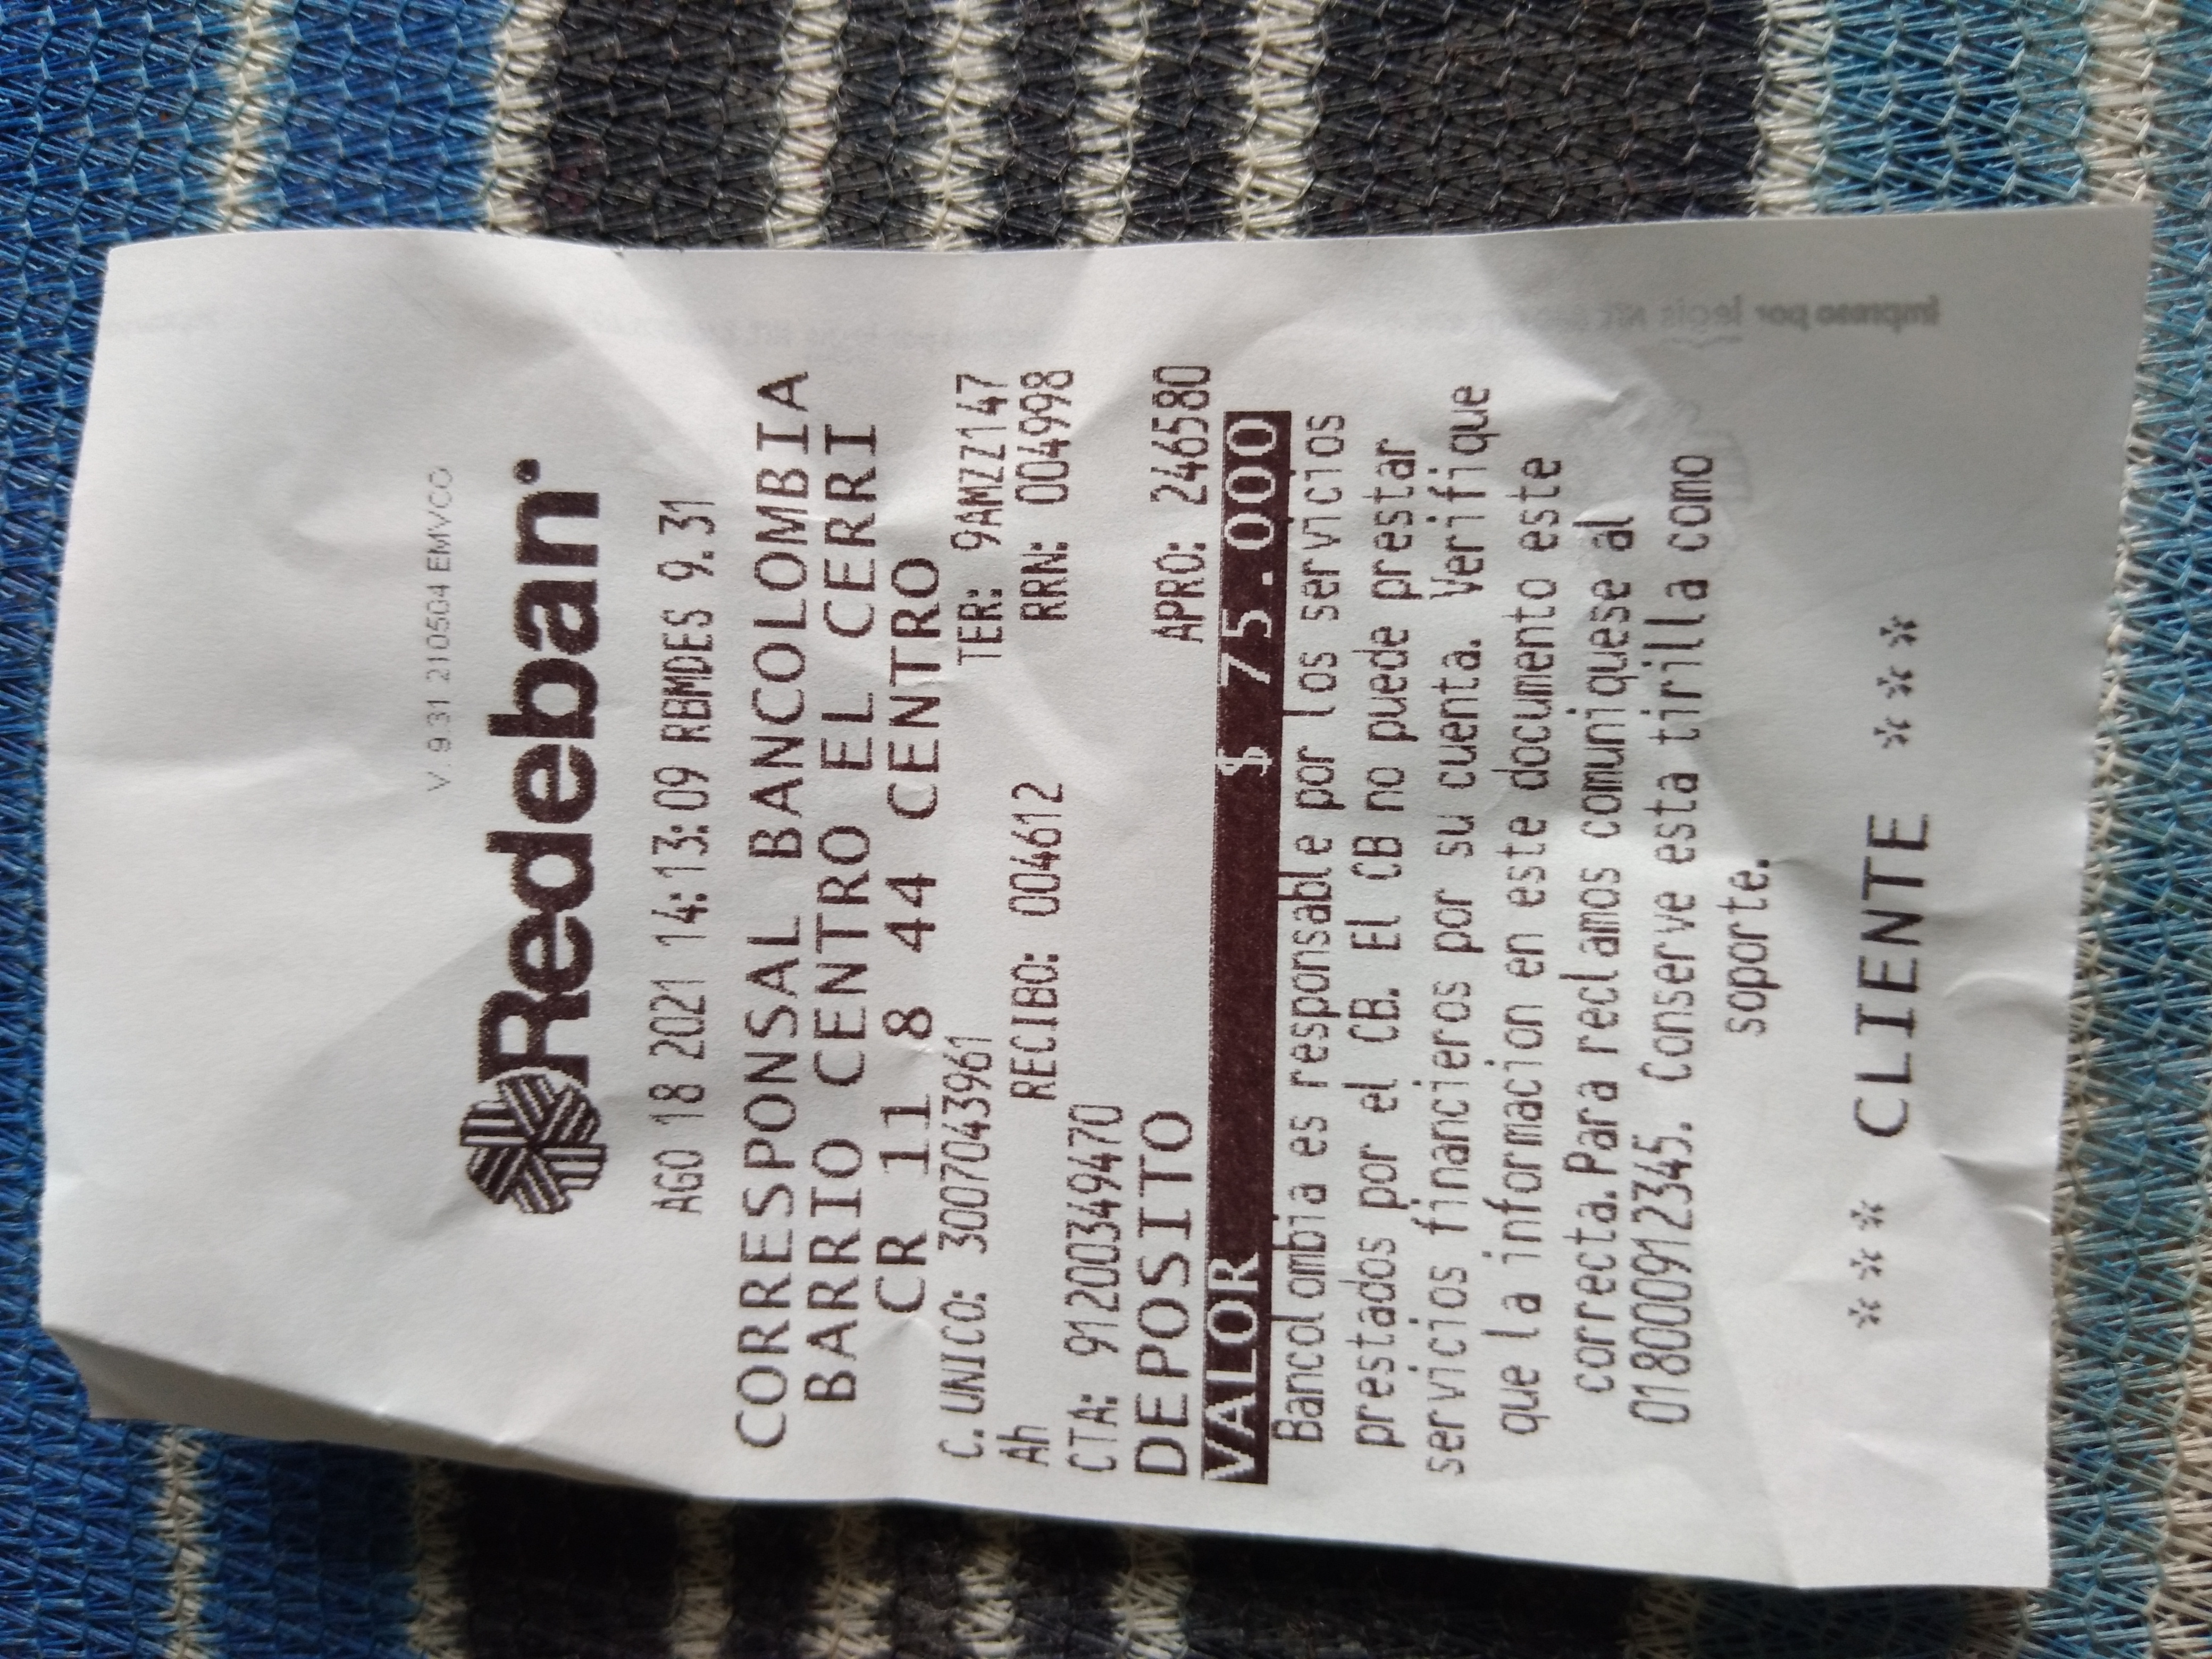 V. 9.31 210504 EMVCO
Redeban
AGO 18 2021 14:13:09 RBMDES 9.31
CORRESPONSAL BANCOLOMBIA
BARRIO CENTRO EL CERRI
CR 11 8 44 CENTRO
C. UNICO: 3007043961 TER: 9AMZZ147
Ah RECIBO: 004612 RRN: 004998
CTA: 91200349470
DEPOSITO APRO: 246580
VALOR $ 75.000
Bancolombia es responsable por los servicios
prestados por el CB. El CB no puede prestar
servicios financieros por su cuenta. Verifique
que la informacion en este documento este
correcta.Para reclamos comuniquese al
018000912345. Conserve esta tirilla como
soporte.
*** CLIENTE ***
impreso por legis